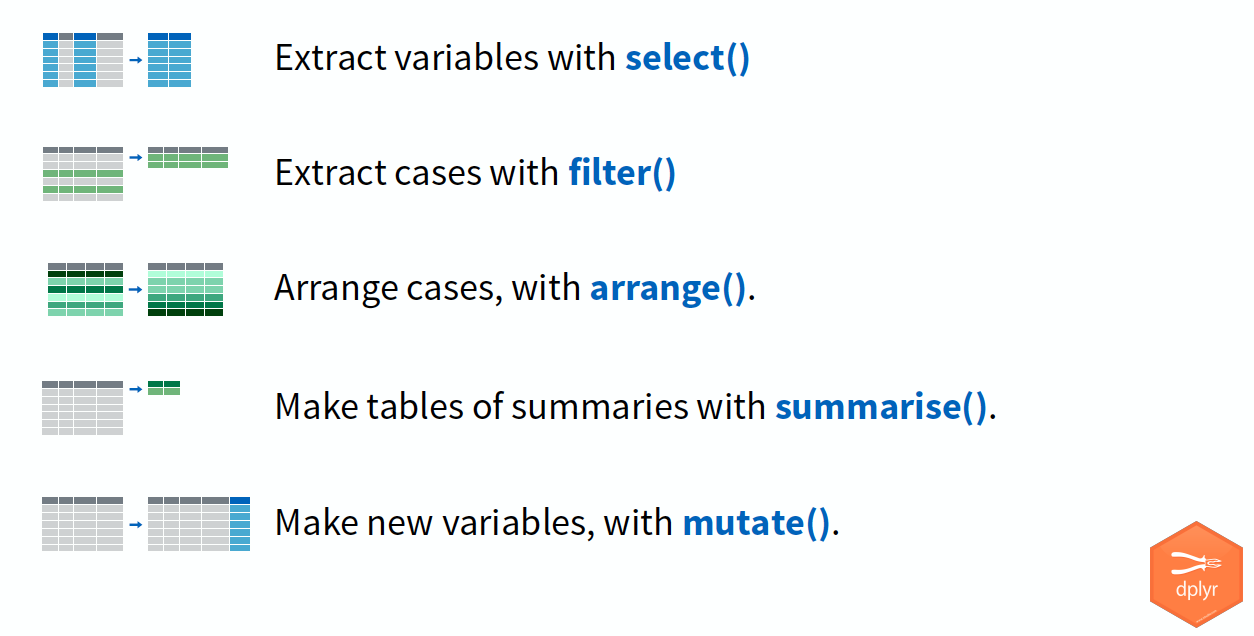 Extract variables with select()
Extract cases with filter()
Arrange cases, with arrange().
Make tables of summaries with summarise().
Make new variables, with mutate().
dplyr